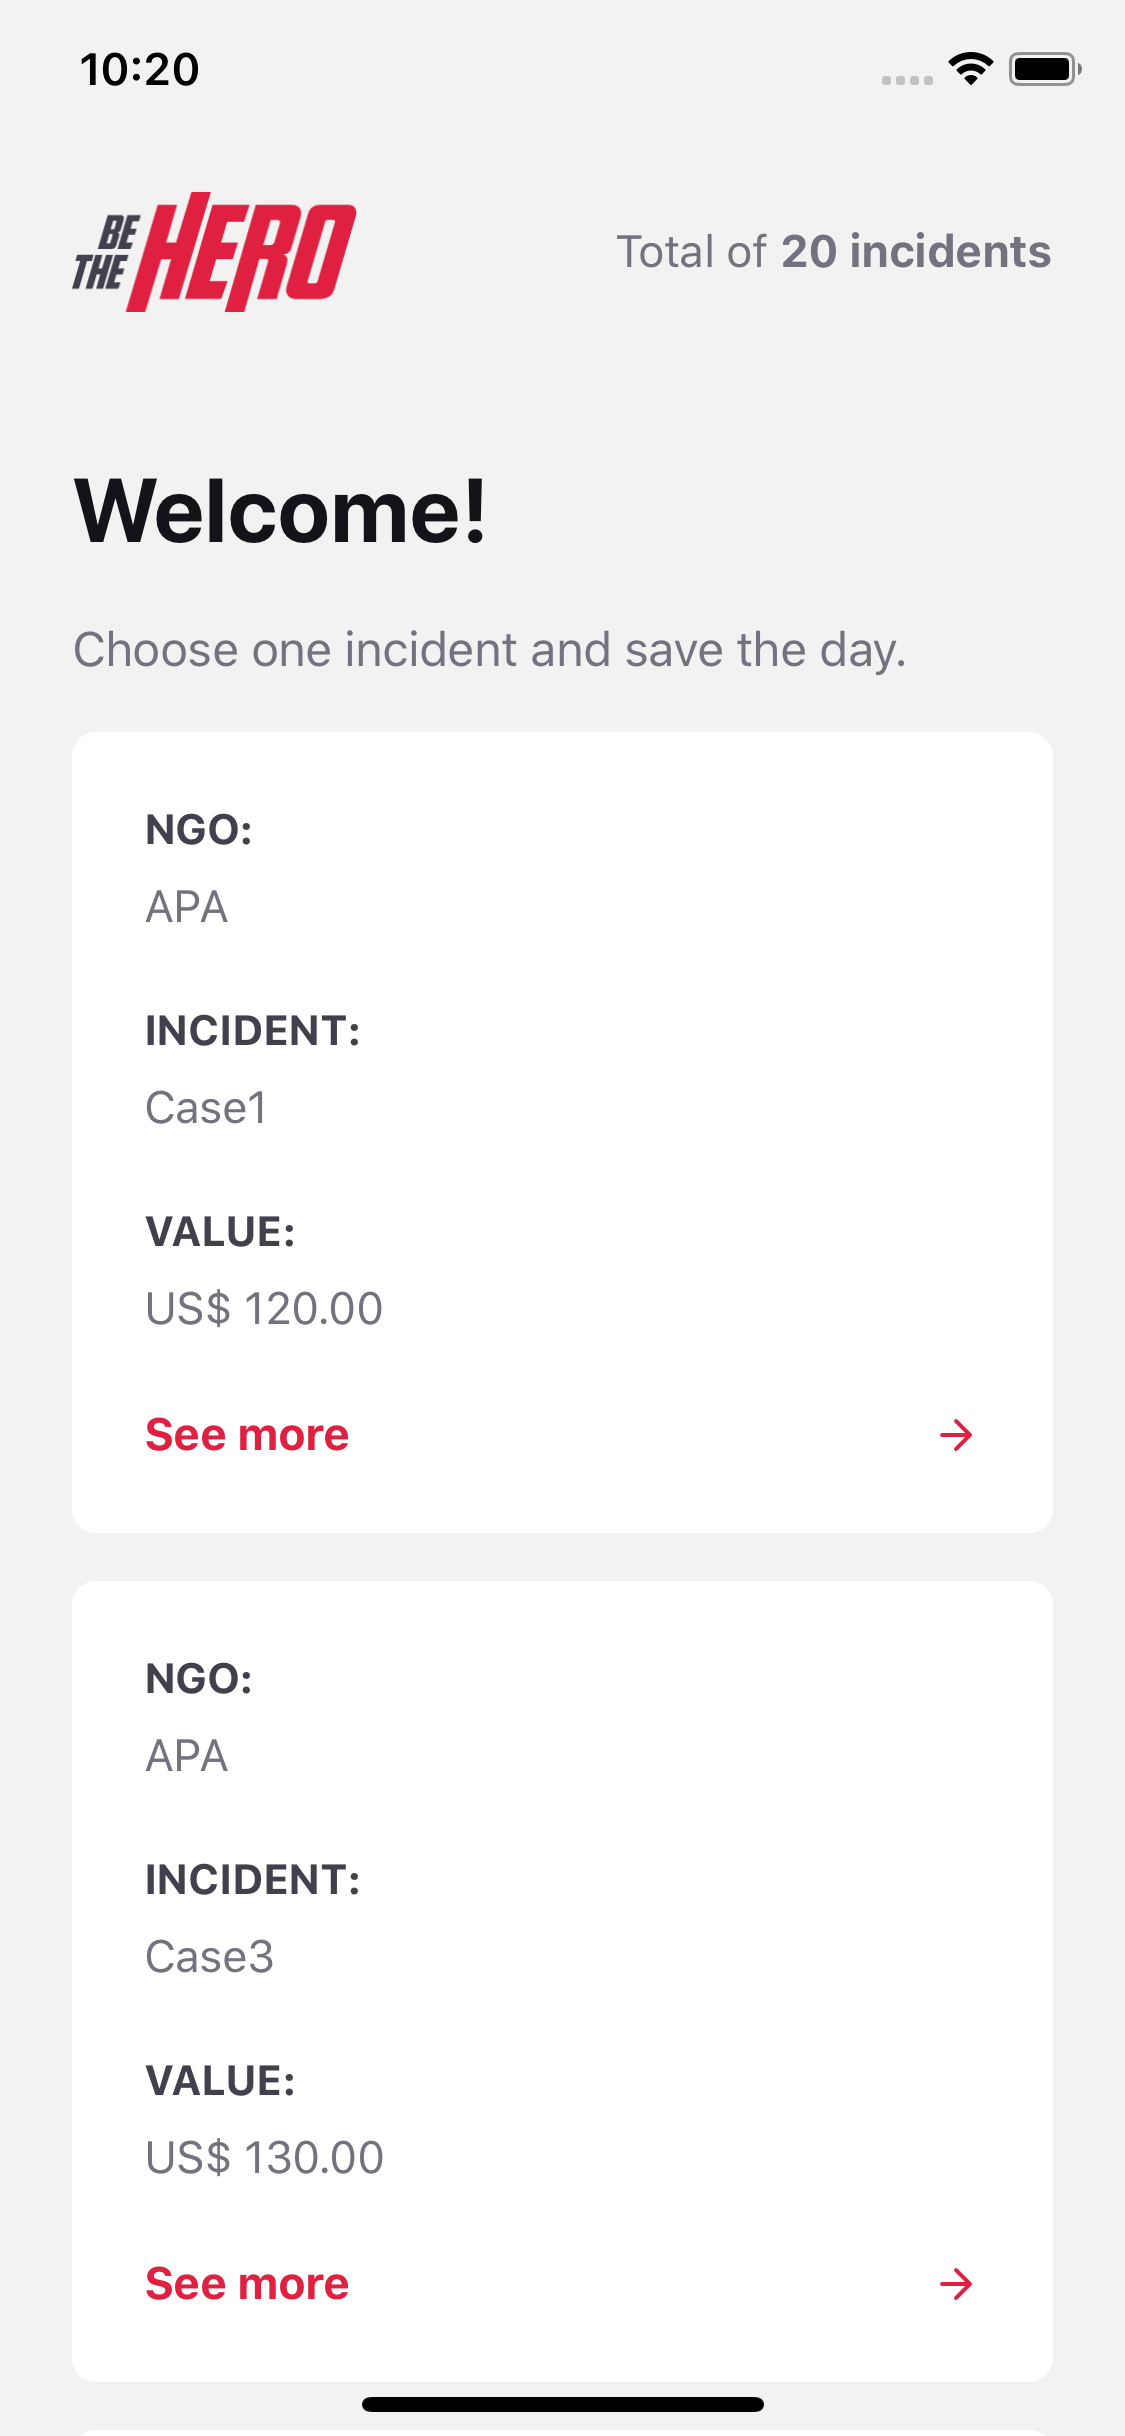 10:20
BE
THE HERO
Total of 20 incidents
Welcome!
Choose one incident and save the day.
NGO:
APA
INCIDENT:
Case1
VALUE:
US$ 120.00
See more
NGO:
APA
INCIDENT:
Case3
VALUE:
US$ 130.00
See more